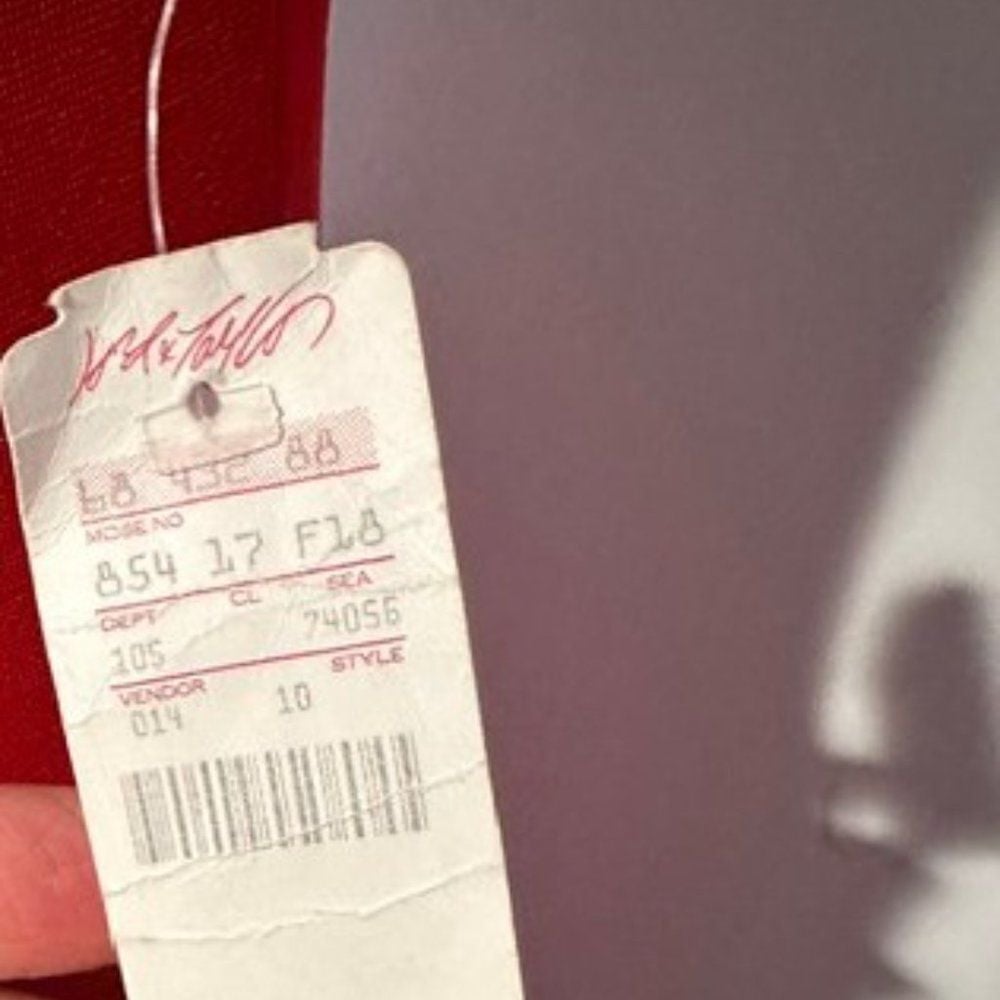 Lord & Taylor
88
MDSE NO
854 17 F18
DEPT CL SEA
105 74056
VENDOR STYLE
014 10